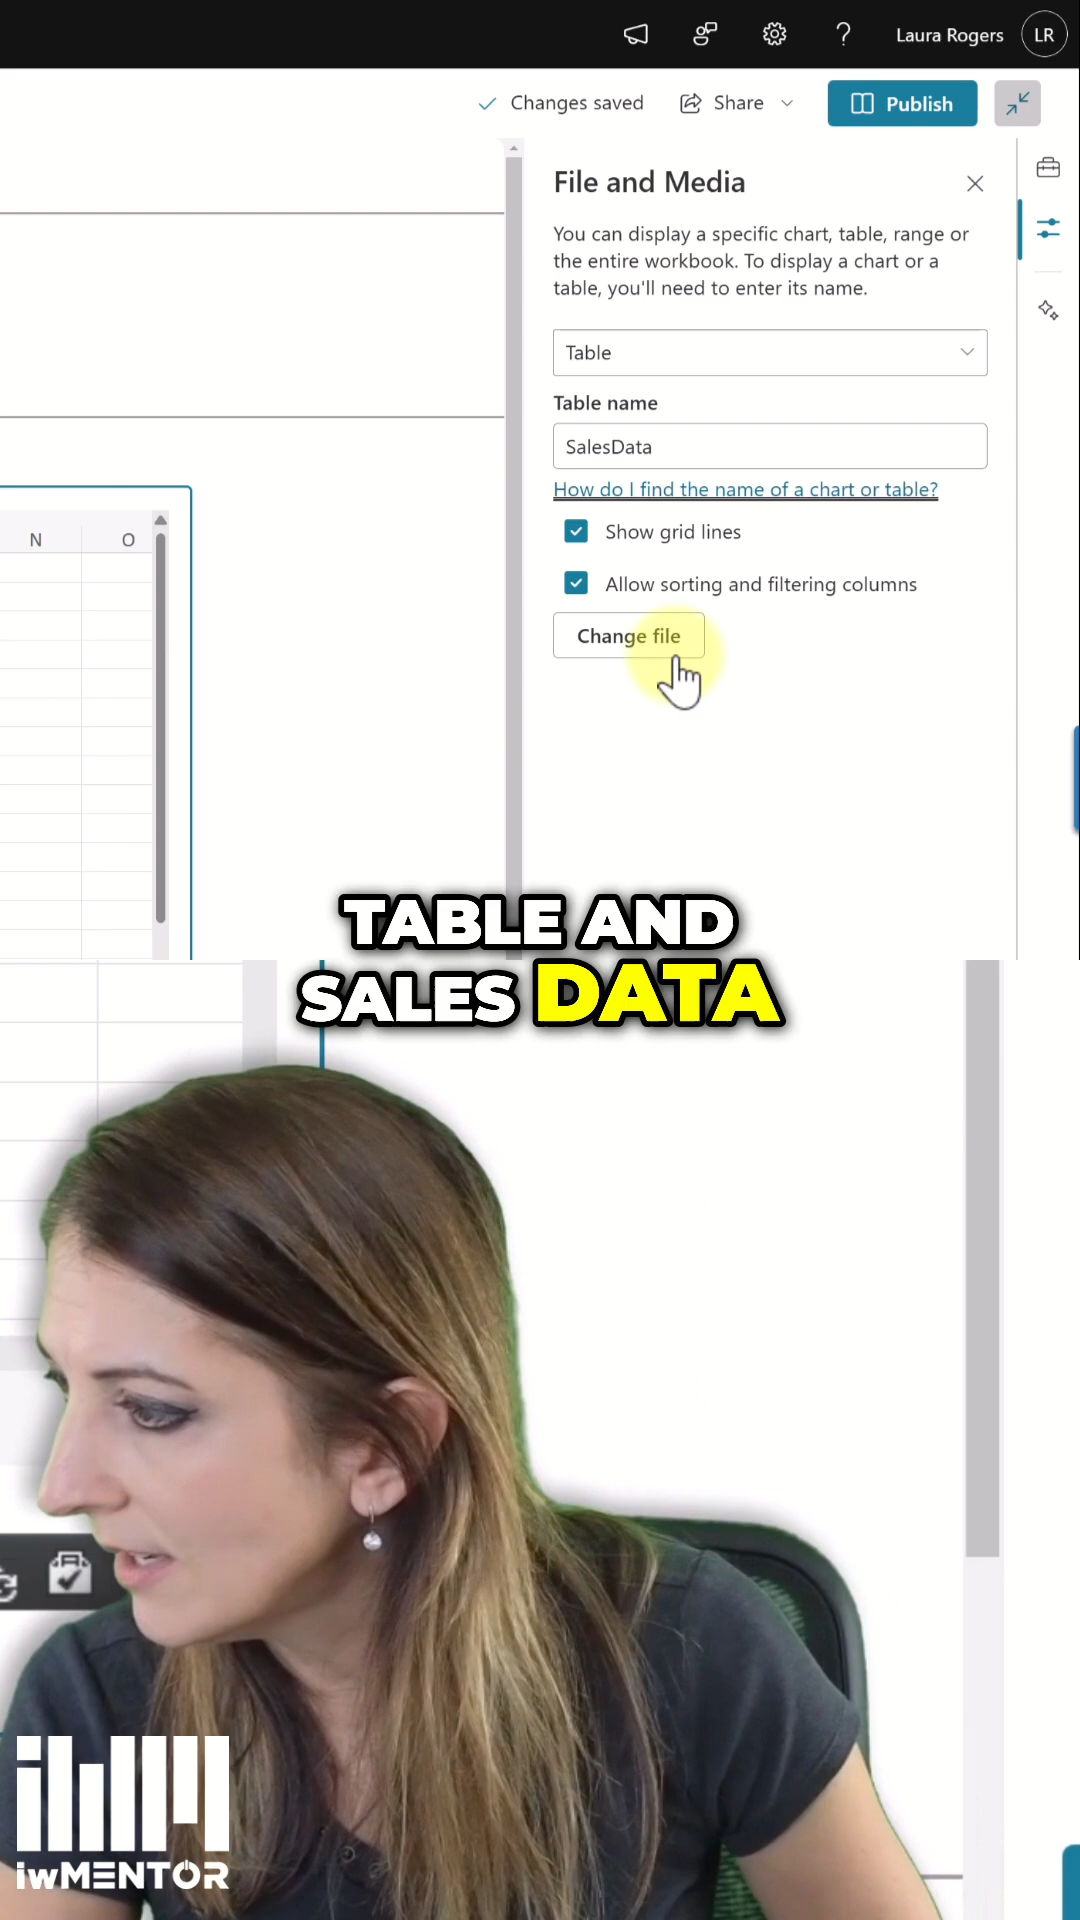 Laura Rogers
LR
Changes saved
Share
Publish
File and Media
You can display a specific chart, table, range or
the entire workbook. To display a chart or a
table, you'll need to enter its name.
Table
Table name
SalesData
How do I find the name of a chart or table?
Show grid lines
Allow sorting and filtering columns
Change file
N O
TABLE AND
SALES DATA
iwM
iwMENTOR